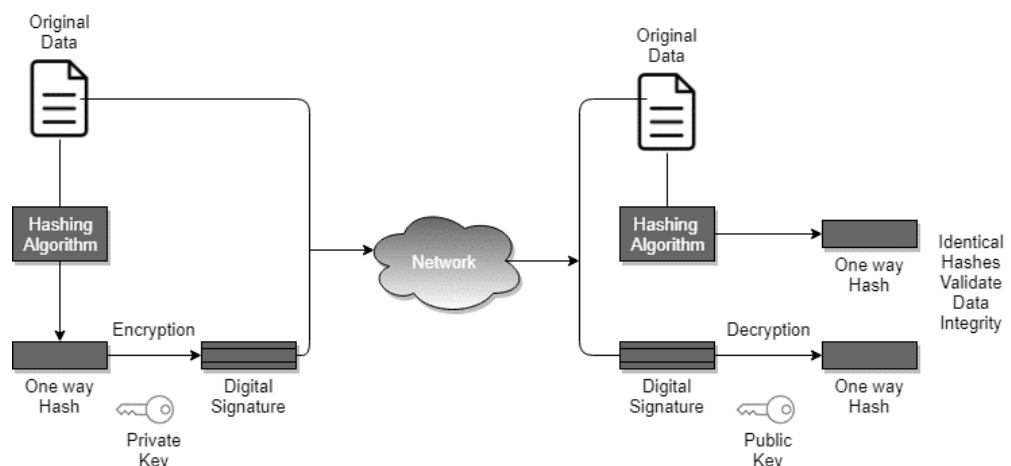 Original
Data
Hashing
Algorithm
Encryption
One way
Hash
Digital
Signature
Private
Key
Network
Original
Data
Hashing
Algorithm
One way
Hash
Identical
Hashes
Validate
Data
Integrity
Decryption
Digital
Signature
One way
Hash
Public
Key